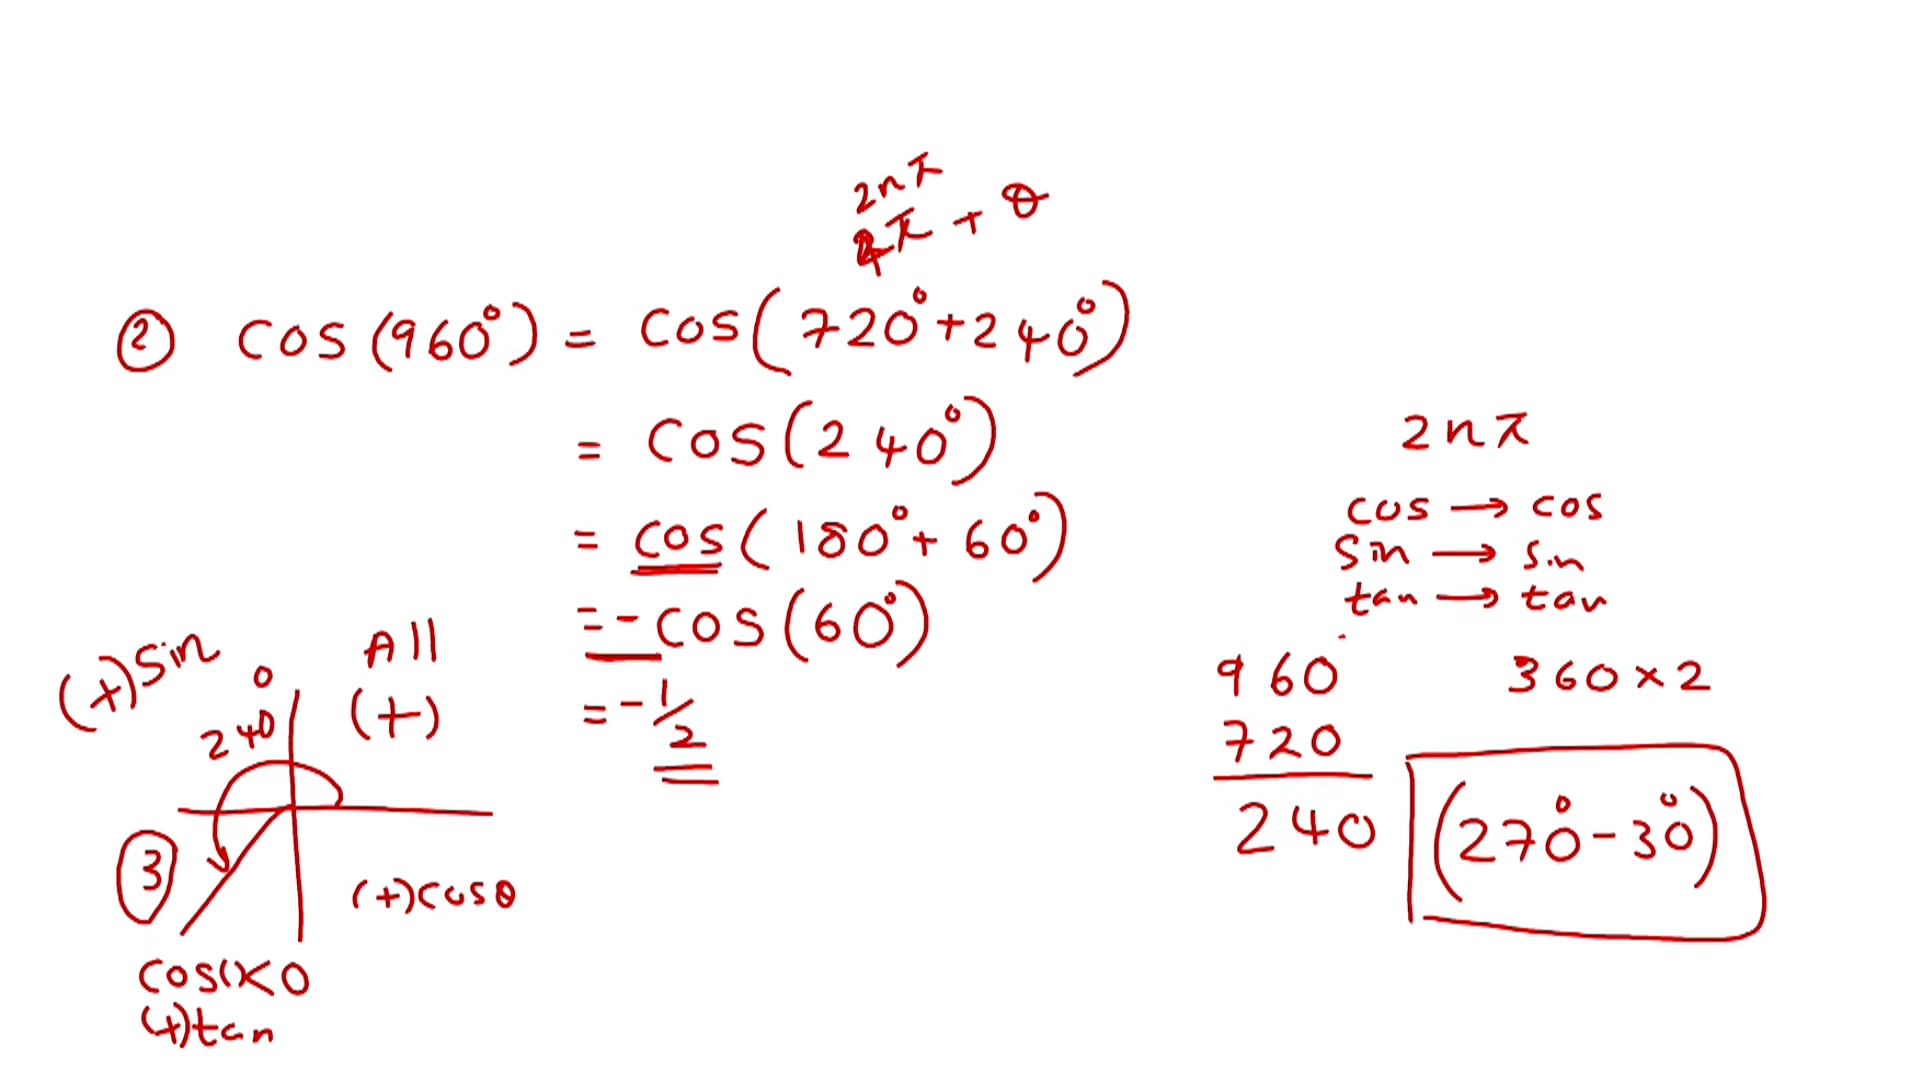 2nπ
4π + θ
② cos(960°) = cos(720°+240°)
= cos(240°)
= cos(180°+ 60°)
= -cos(60°)
= -1/2
2nπ
cos → cos
Sin → Sin
tan → tan
960 360×2
720
240 (270°-30°)
(+) Sin All
240° (+)
③ (+)cosθ
cos()<0
(+)tan